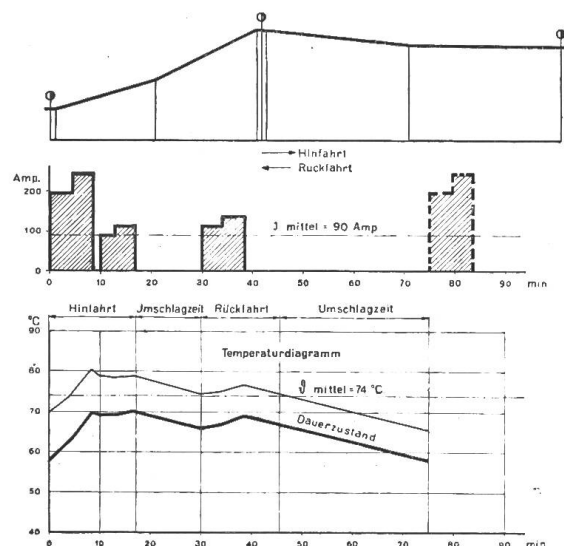 Hinfahrt
Rückfahrt
Amp.
200
100
0
J mittel = 90 Amp
0 10 20 30 40 50 60 70 80 90 min
Hinfahrt Umschlagzeit Rückfahrt Umschlagzeit
°C
90
80
70
60
50
40
Temperaturdiagramm
ϑ mittel = 74 °C
Dauerzustand
0 10 20 30 40 50 60 70 80 90 min